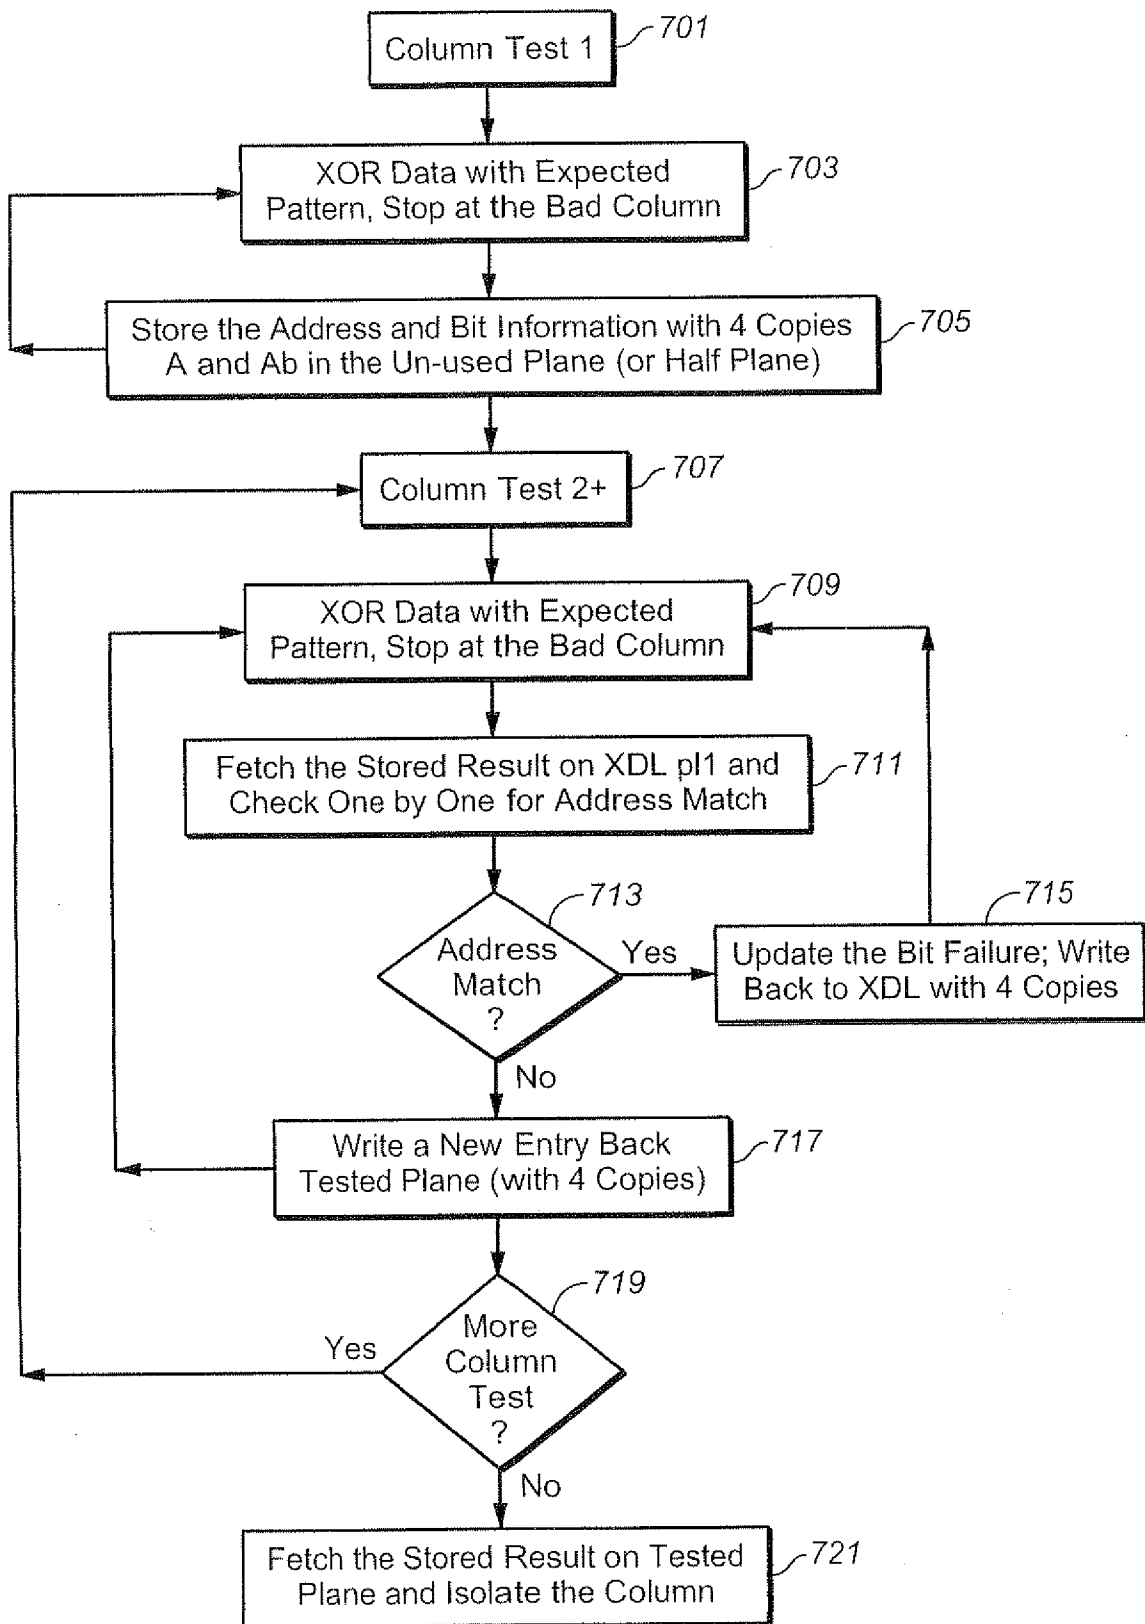 701
Column Test 1
703
XOR Data with Expected
Pattern, Stop at the Bad Column
705
Store the Address and Bit Information with 4 Copies
A and Ab in the Un-used Plane (or Half Plane)
707
Column Test 2+
709
XOR Data with Expected
Pattern, Stop at the Bad Column
711
Fetch the Stored Result on XDL pl1 and
Check One by One for Address Match
713
Address
Match
?
Yes
715
Update the Bit Failure; Write
Back to XDL with 4 Copies
No
717
Write a New Entry Back
Tested Plane (with 4 Copies)
719
More
Column
Test
?
Yes
No
721
Fetch the Stored Result on Tested
Plane and Isolate the Column